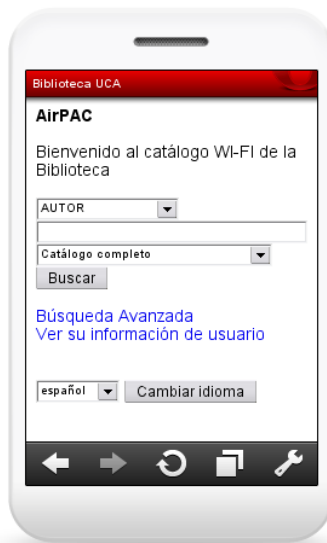 Biblioteca UCA
AirPAC
Bienvenido al catálogo WI-FI de la
Biblioteca
AUTOR
Catálogo completo
Buscar
Búsqueda Avanzada
Ver su información de usuario
español Cambiar idioma